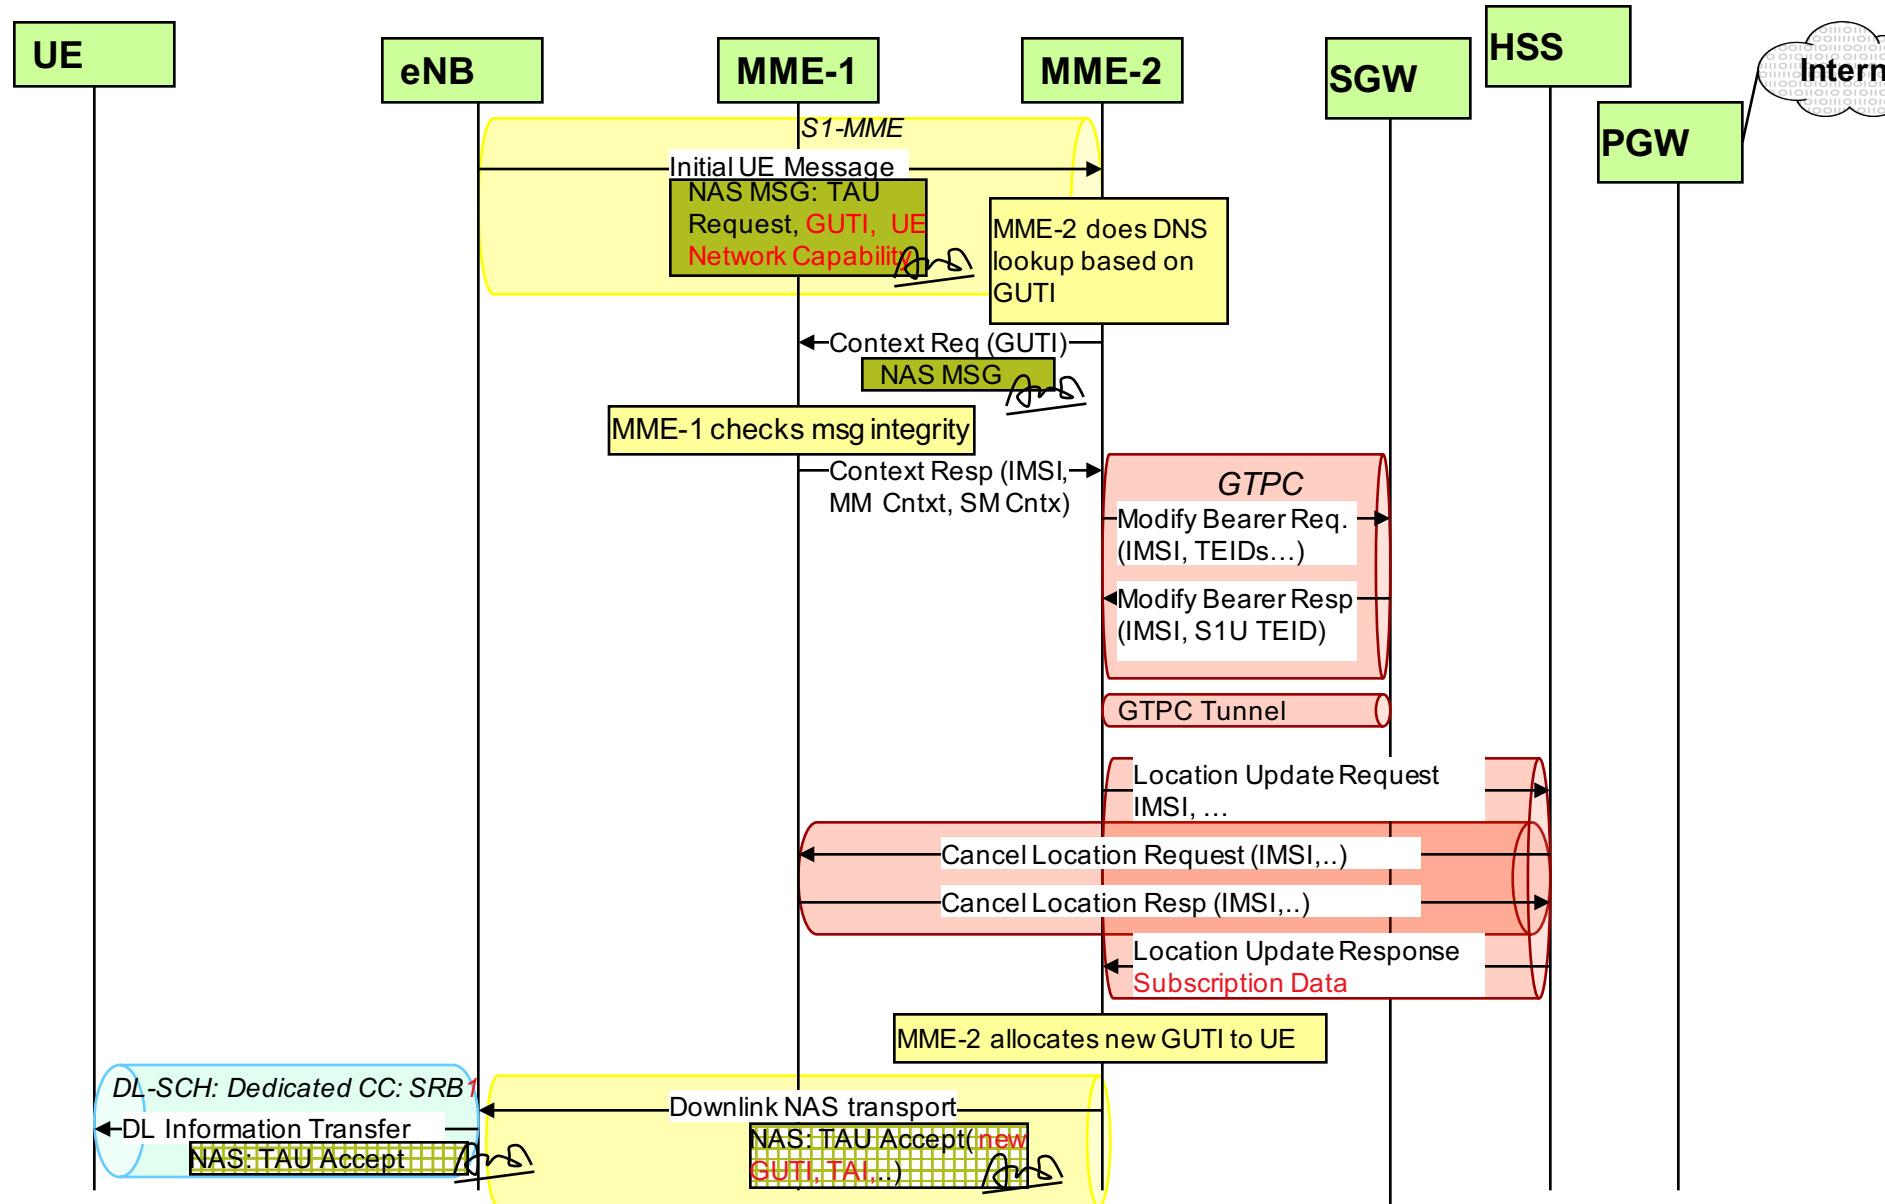 UE
eNB
MME-1
MME-2
SGW
HSS
PGW
Intern
S1-MME
Initial UE Message
NAS MSG: TAU
Request, GUTI, UE
Network Capability
MME-2 does DNS
lookup based on
GUTI
Context Req (GUTI)
NAS MSG
MME-1 checks msg integrity
Context Resp (IMSI,
MM Cntxt, SM Cntx)
GTPC
Modify Bearer Req.
(IMSI, TEIDs…)
Modify Bearer Resp
(IMSI, S1U TEID)
GTPC Tunnel
Location Update Request
IMSI, …
Cancel Location Request (IMSI,..)
Cancel Location Resp (IMSI,..)
Location Update Response
Subscription Data
MME-2 allocates new GUTI to UE
DL-SCH: Dedicated CC: SRB1
Downlink NAS transport
DL Information Transfer
NAS: TAU Accept( new
GUTI, TAI,..)
NAS: TAU Accept